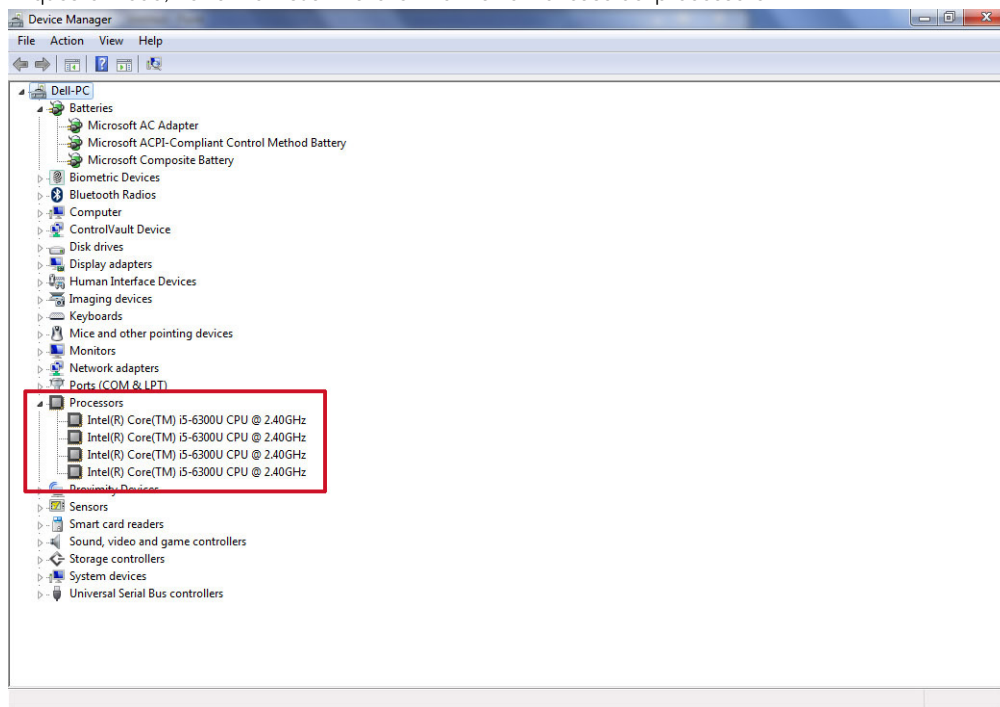 Device Manager
File Action View Help
Dell-PC
Batteries
Microsoft AC Adapter
Microsoft ACPI-Compliant Control Method Battery
Microsoft Composite Battery
Biometric Devices
Bluetooth Radios
Computer
ControlVault Device
Disk drives
Display adapters
Human Interface Devices
Imaging devices
Keyboards
Mice and other pointing devices
Monitors
Network adapters
Ports (COM & LPT)
Processors
Intel(R) Core(TM) i5-6300U CPU @ 2.40GHz
Intel(R) Core(TM) i5-6300U CPU @ 2.40GHz
Intel(R) Core(TM) i5-6300U CPU @ 2.40GHz
Intel(R) Core(TM) i5-6300U CPU @ 2.40GHz
Proximity Devices
Sensors
Smart card readers
Sound, video and game controllers
Storage controllers
System devices
Universal Serial Bus controllers